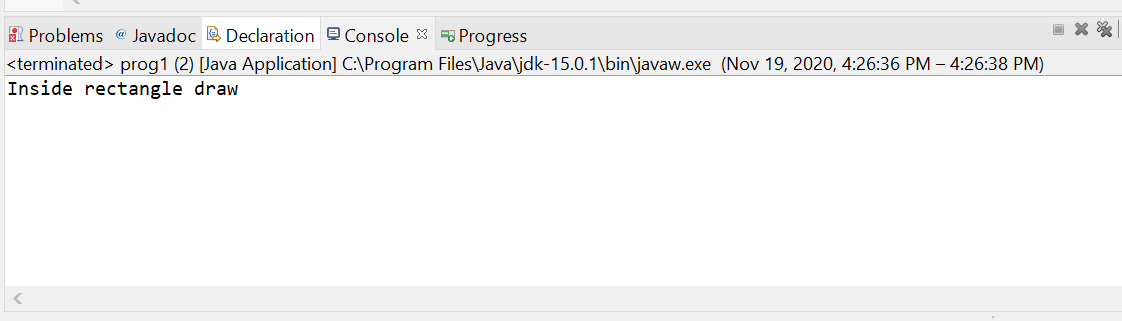 Problems Javadoc Declaration Console Progress
<terminated> prog1 (2) [Java Application] C:\Program Files\Java\jdk-15.0.1\bin\javaw.exe (Nov 19, 2020, 4:26:36 PM – 4:26:38 PM)
Inside rectangle draw